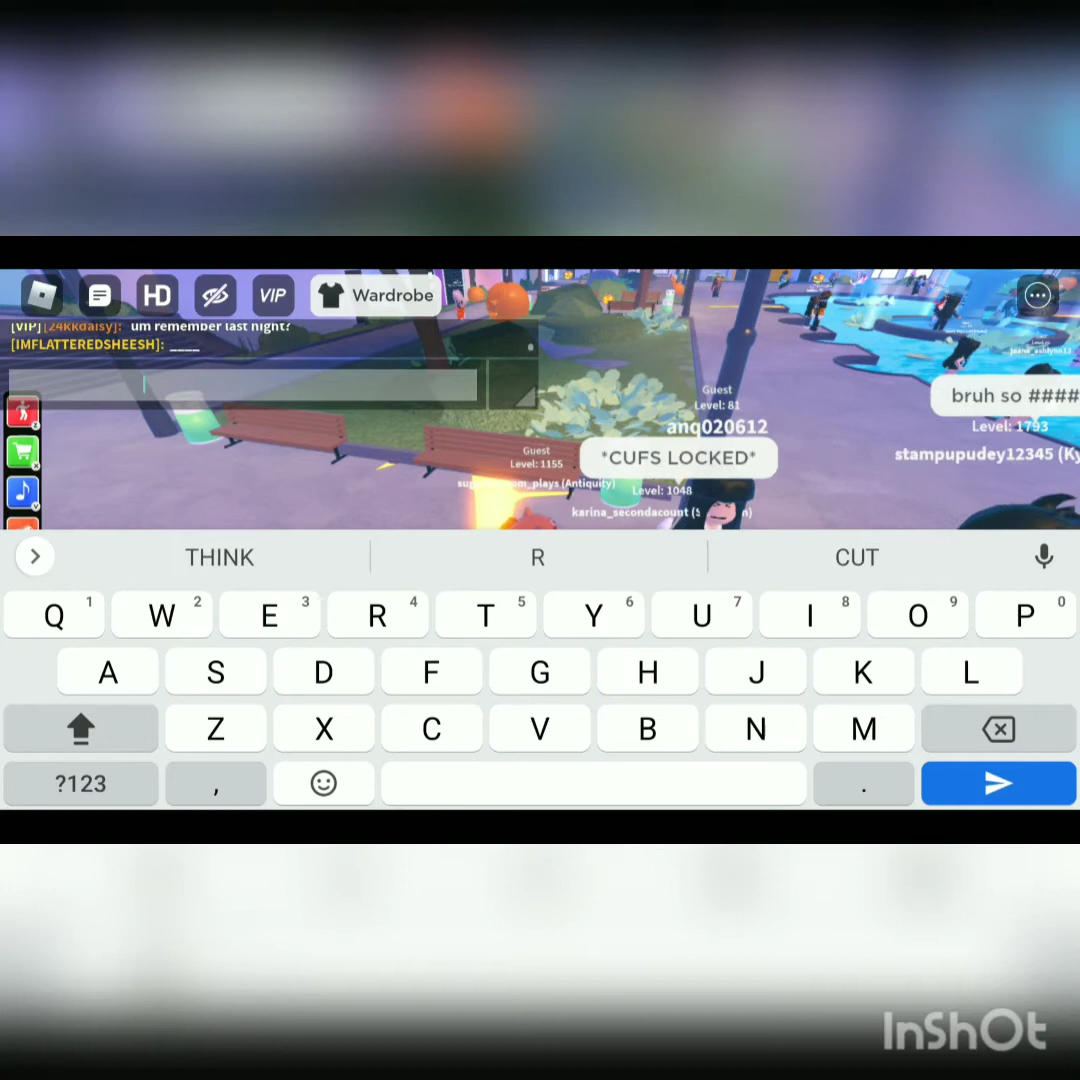 HD
VIP
Wardrobe
[VIP][24kkdaisy]: um remember last night?
[IMFLATTEREDSHEESH]: ____
Guest
Level: 81
anq020612
bruh so ####
Level: 1793
stampupudey12345 (Ky
Guest
Level: 1155
*CUFS LOCKED*
(Antiquity)
Level: 1048
karina_secondacount
THINK
R
CUT
Q 1 W 2 E 3 R 4 T 5 Y 6 U 7 I 8 O 9 P 0
A S D F G H J K L
Z X C V B N M
?123 , .
InShOt